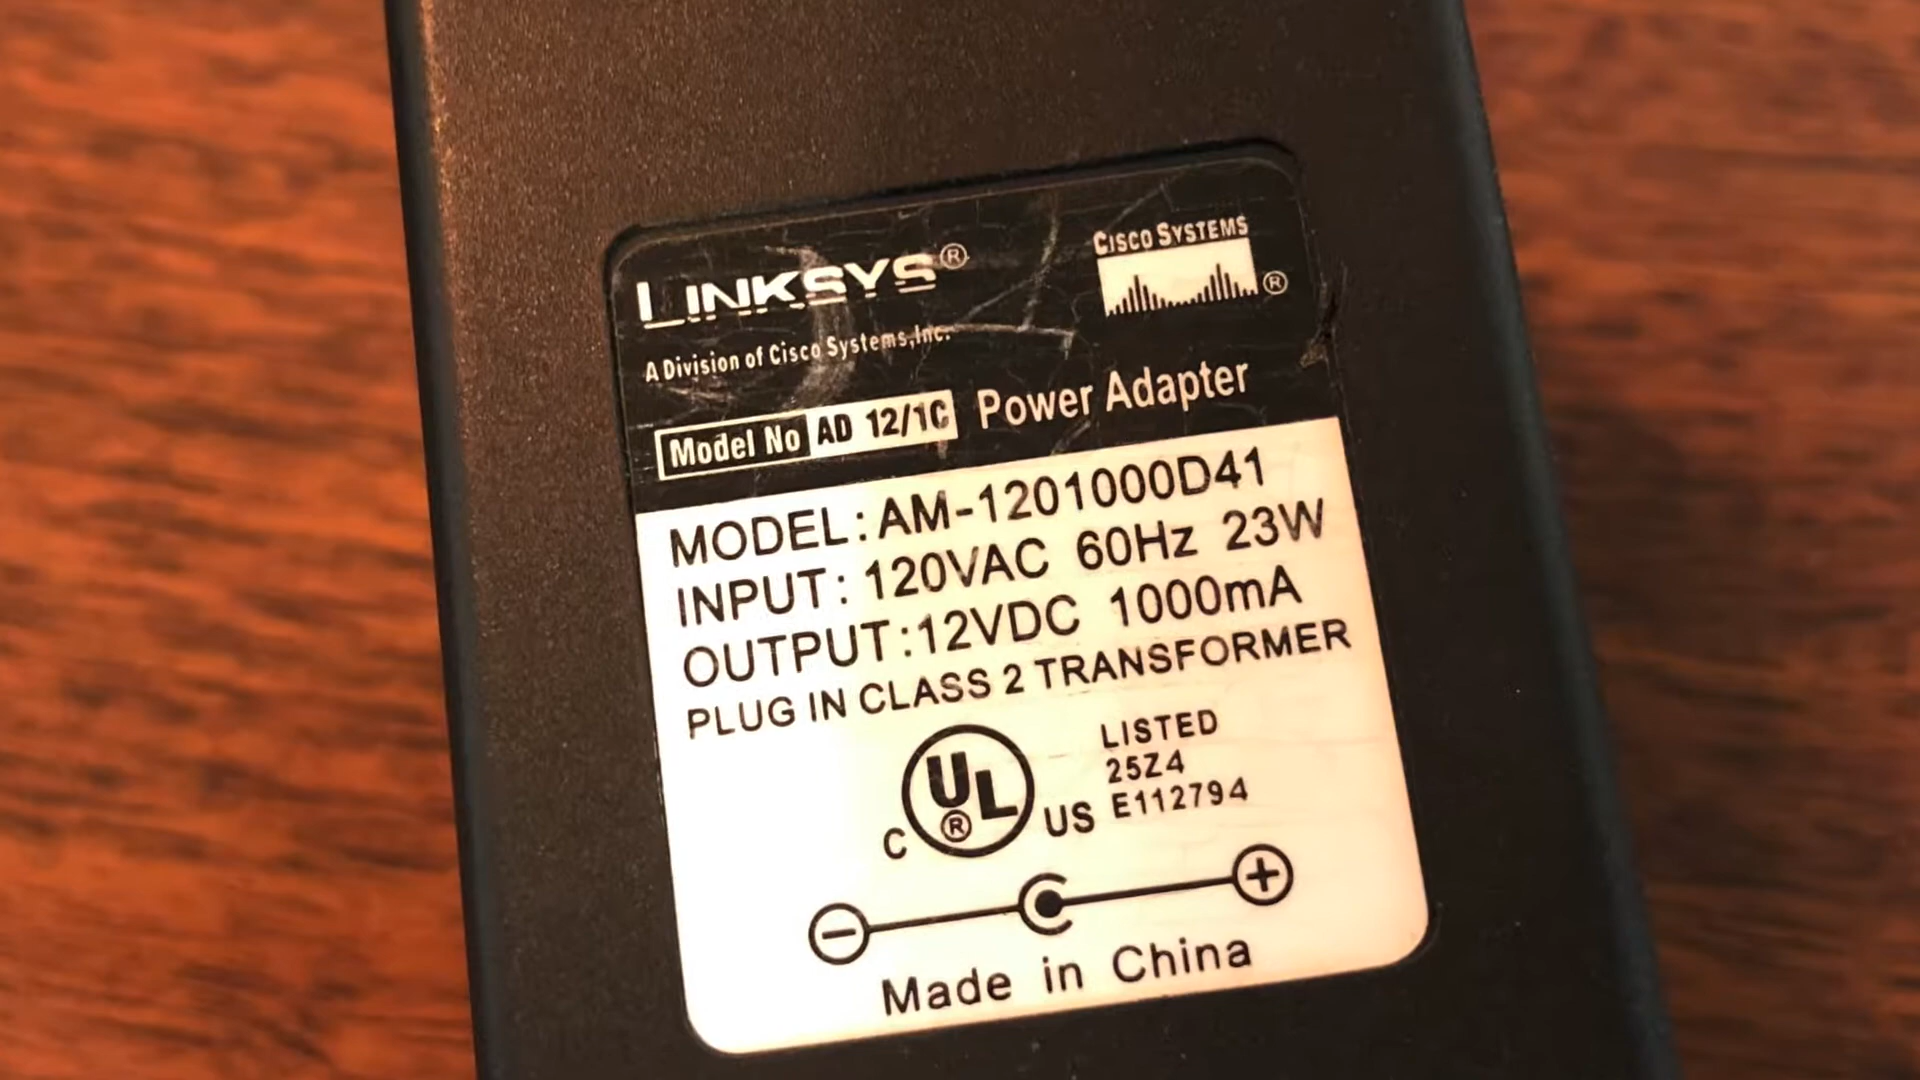 LINKSYS®
CISCO SYSTEMS
®
A Division of Cisco Systems,Inc.
Model No AD 12/1C Power Adapter
MODEL: AM-1201000D41
INPUT: 120VAC 60Hz 23W
OUTPUT:12VDC 1000mA
PLUG IN CLASS 2 TRANSFORMER
C UL® US
LISTED
25Z4
E112794
Made in China